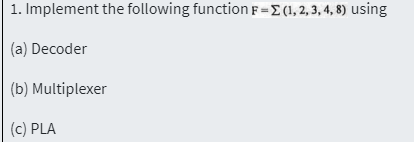 1. Implement the following function F=Σ(1, 2, 3, 4, 8) using
(a) Decoder
(b) Multiplexer
(c) PLA